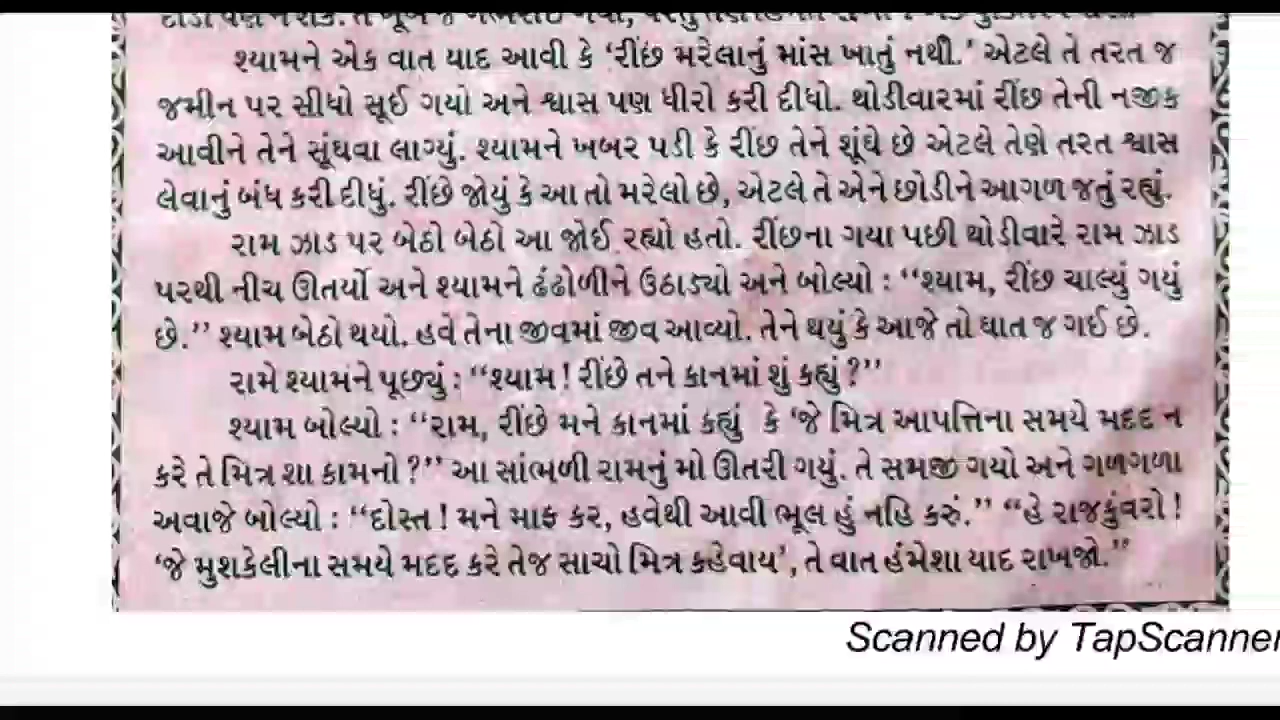 શ્યામને એક વાત યાદ આવી કે ‘રીંછ મરેલાનું માંસ ખાતું નથી.’ એટલે તે તરત જ
જમીન પર સીધો સૂઈ ગયો અને શ્વાસ પણ ધીરો કરી દીધો. થોડીવારમાં રીંછ તેની નજીક
આવીને તેને સૂંઘવા લાગ્યું. શ્યામને ખબર પડી કે રીંછ તેને શૂંઘે છે એટલે તેણે તરત શ્વાસ
લેવાનું બંધ કરી દીધું. રીંછે જોયું કે આ તો મરેલો છે, એટલે તે એને છોડીને આગળ જતું રહ્યું.
રામ ઝાડ પર બેઠો બેઠો આ જોઈ રહ્યો હતો. રીંછના ગયા પછી થોડીવારે રામ ઝાડ
પરથી નીચ ઊતર્યો અને શ્યામને ઢંઢોળીને ઉઠાડ્યો અને બોલ્યો : “શ્યામ, રીંછ ચાલ્યું ગયું
છે.” શ્યામ બેઠો થયો. હવે તેના જીવમાં જીવ આવ્યો. તેને થયું કે આજે તો ઘાત જ ગઈ છે.
રામે શ્યામને પૂછ્યું : “શ્યામ ! રીંછે તને કાનમાં શું કહ્યું ?”
શ્યામ બોલ્યો : “રામ, રીંછે મને કાનમાં કહ્યું કે ‘જે મિત્ર આપત્તિના સમયે મદદ ન
કરે તે મિત્ર શા કામનો ?” આ સાંભળી રામનું મો ઊતરી ગયું. તે સમજી ગયો અને ગળગળા
અવાજે બોલ્યો : “દોસ્ત ! મને માફ કર, હવેથી આવી ભૂલ હું નહિ કરું.” “હે રાજકુંવરો !
‘જે મુશકેલીના સમયે મદદ કરે તેજ સાચો મિત્ર કહેવાય’, તે વાત હંમેશા યાદ રાખજો.”
Scanned by TapScanner